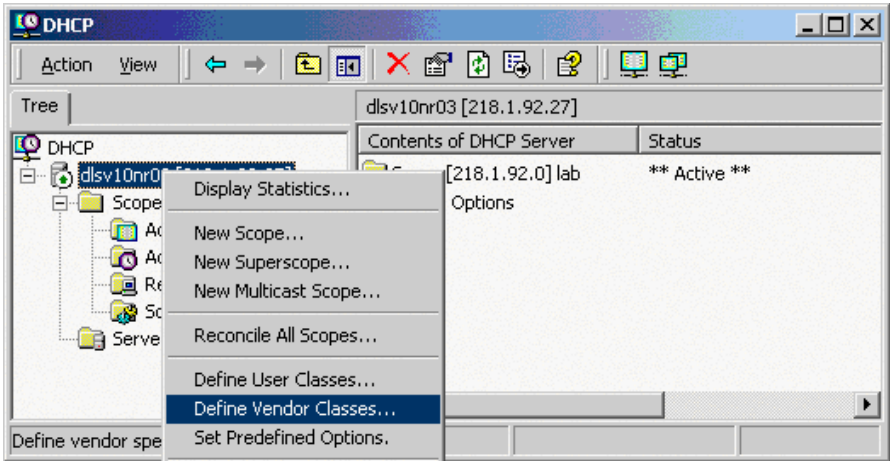 DHCP
Action View
Tree
dlsv10nr03 [218.1.92.27]
DHCP
Contents of DHCP Server Status
[218.1.92.0] lab ** Active **
Options
Scope
Display Statistics...
New Scope...
New Superscope...
New Multicast Scope...
Reconcile All Scopes...
Define User Classes...
Define Vendor Classes...
Set Predefined Options.
Define vendor spe